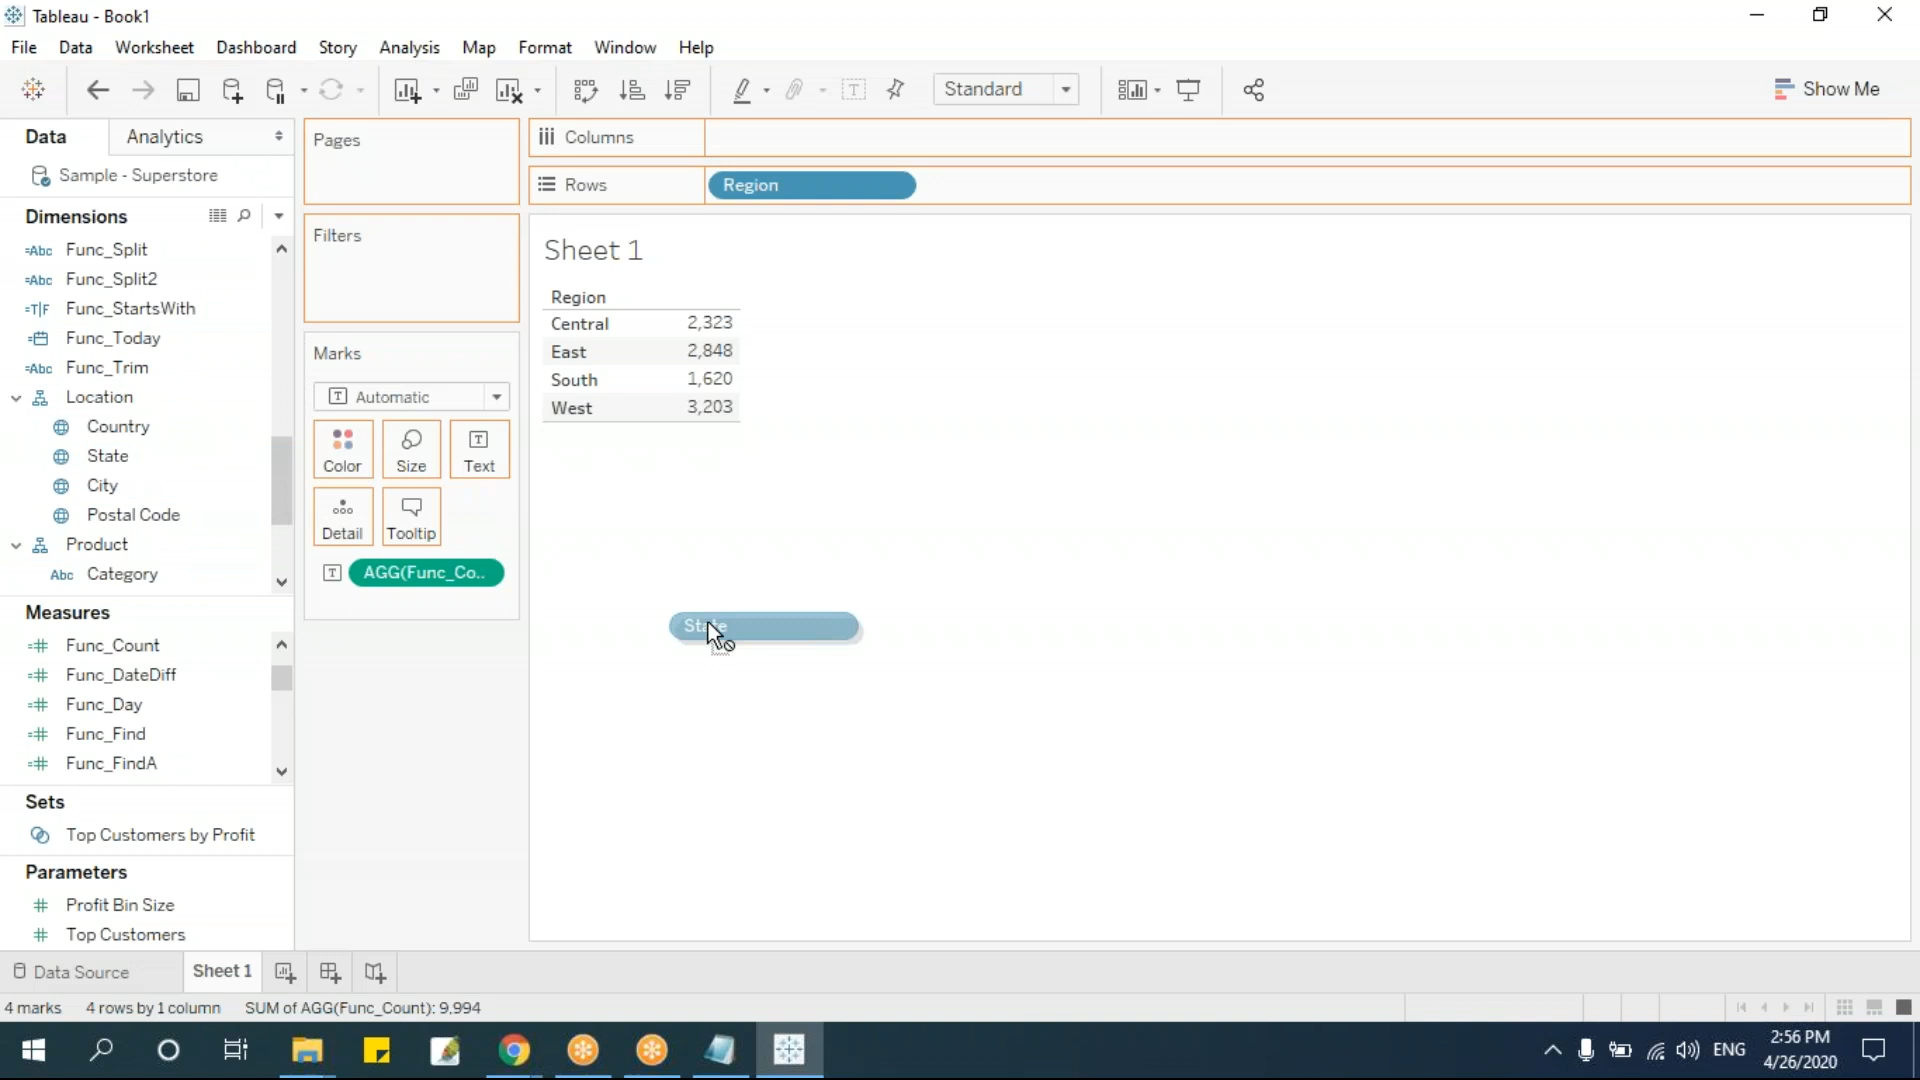 Tableau - Book1
File Data Worksheet Dashboard Story Analysis Map Format Window Help
Standard
Show Me
Data Analytics
Sample - Superstore
Dimensions
=Abc Func_Split
=Abc Func_Split2
=T|F Func_StartsWith
Func_Today
=Abc Func_Trim
Location
Country
State
City
Postal Code
Product
Abc Category
Measures
=# Func_Count
=# Func_DateDiff
=# Func_Day
=# Func_Find
=# Func_FindA
Sets
Top Customers by Profit
Parameters
# Profit Bin Size
# Top Customers
Pages
Filters
Marks
T Automatic
Color Size T Text
Detail Tooltip
T AGG(Func_Co..
Columns
Rows Region
Sheet 1
Region
Central 2,323
East 2,848
South 1,620
West 3,203
State
Data Source Sheet 1
4 marks 4 rows by 1 column SUM of AGG(Func_Count): 9,994
ENG
2:56 PM
4/26/2020